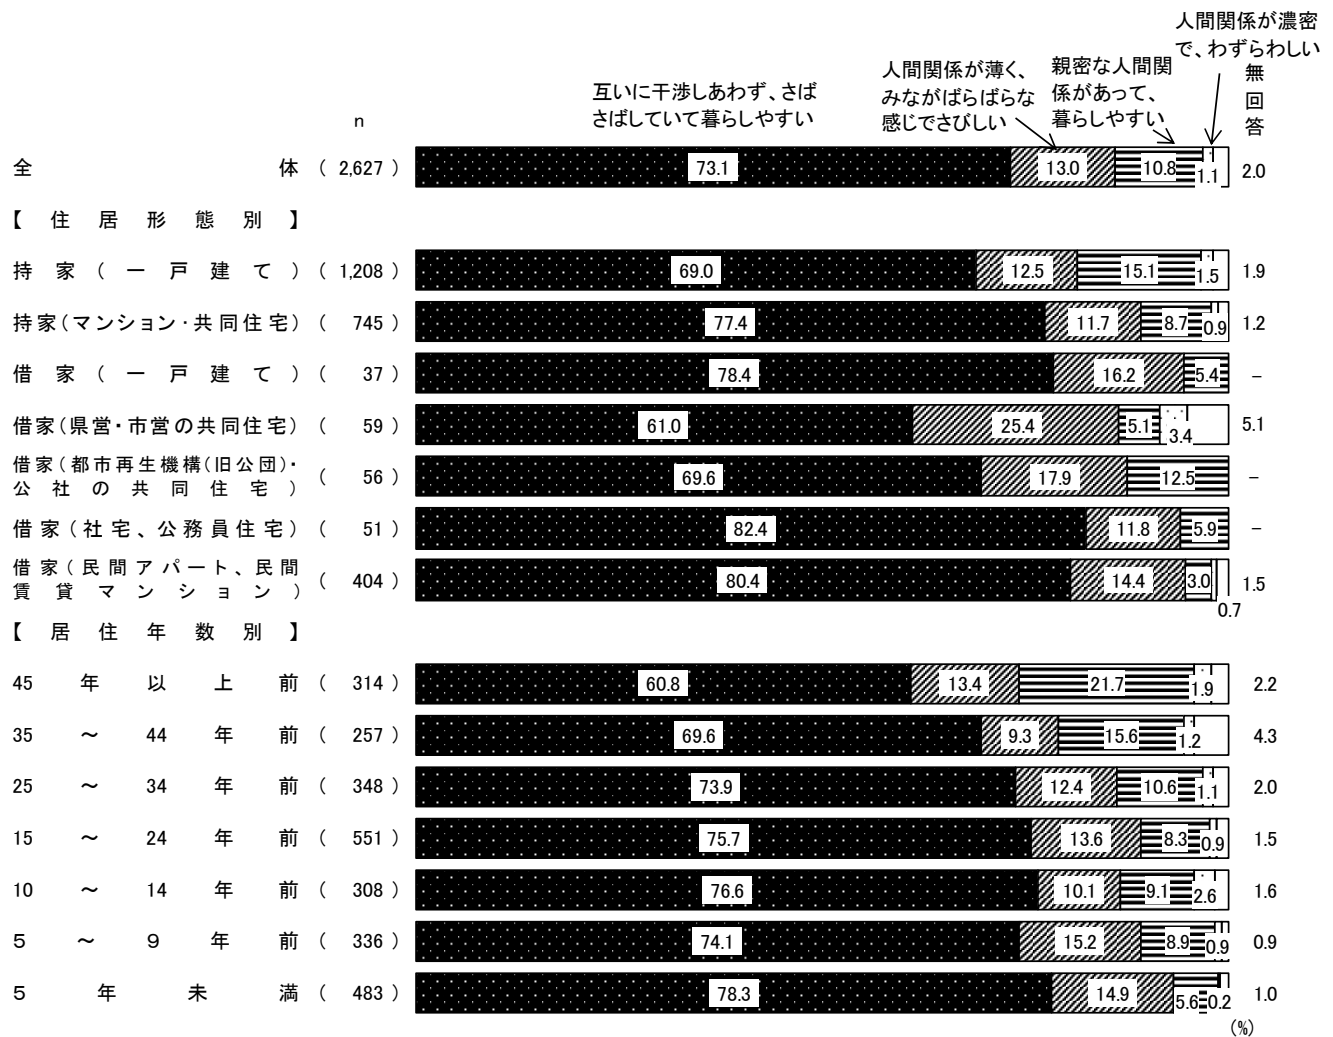 人間関係が濃密
で、わずらわしい
互いに干渉しあわず、さば
さばしていて暮らしやすい
人間関係が薄く、
みながばらばらな
感じでさびしい
親密な人間関
係があって、
暮らしやすい
無
回
答
n
全体 ( 2,627 ) 73.1 13.0 10.8 1.1 2.0
【住居形態別】
持家(一戸建て) ( 1,208 ) 69.0 12.5 15.1 1.5 1.9
持家(マンション・共同住宅) ( 745 ) 77.4 11.7 8.7 0.9 1.2
借家(一戸建て) ( 37 ) 78.4 16.2 5.4 －
借家(県営・市営の共同住宅) ( 59 ) 61.0 25.4 5.1 3.4 5.1
借家(都市再生機構(旧公団)・
公社の共同住宅) ( 56 ) 69.6 17.9 12.5 －
借家(社宅、公務員住宅) ( 51 ) 82.4 11.8 5.9 －
借家(民間アパート、民間
賃貸マンション) ( 404 ) 80.4 14.4 3.0 0.7 1.5
【居住年数別】
45年以上前 ( 314 ) 60.8 13.4 21.7 1.9 2.2
35～44年前 ( 257 ) 69.6 9.3 15.6 1.2 4.3
25～34年前 ( 348 ) 73.9 12.4 10.6 1.1 2.0
15～24年前 ( 551 ) 75.7 13.6 8.3 0.9 1.5
10～14年前 ( 308 ) 76.6 10.1 9.1 2.6 1.6
5～9年前 ( 336 ) 74.1 15.2 8.9 0.9 0.9
5年未満 ( 483 ) 78.3 14.9 5.6 0.2 1.0
(%)